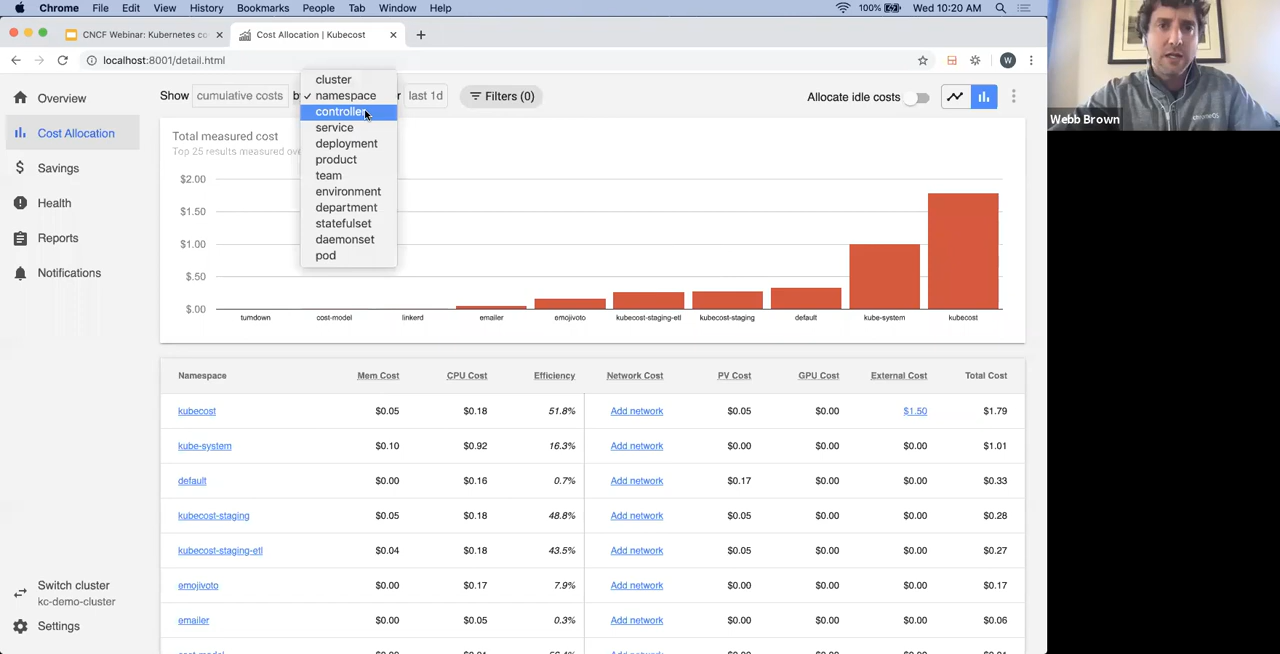 Chrome File Edit View History Bookmarks People Tab Window Help 100% Wed 10:20 AM
CNCF Webinar: Kubernetes co
Cost Allocation | Kubecost
localhost:8001/detail.html
W
Overview
Cost Allocation
Savings
Health
Reports
Notifications
Switch cluster
kc-demo-cluster
Settings
Show cumulative costs b r last 1d Filters (0)
Allocate idle costs
cluster
✓ namespace
controller
service
deployment
product
team
environment
department
statefulset
daemonset
pod
Total measured cost
Top 25 results measured ov
$2.00
$1.50
$1.00
$.50
$.00
turndown cost-model linkerd emailer emojivoto kubecost-staging-etl kubecost-staging default kube-system kubecost
Namespace Mem Cost CPU Cost Efficiency Network Cost PV Cost GPU Cost External Cost Total Cost
kubecost $0.05 $0.18 51.8% Add network $0.05 $0.00 $1.50 $1.79
kube-system $0.10 $0.92 16.3% Add network $0.00 $0.00 $0.00 $1.01
default $0.00 $0.16 0.7% Add network $0.17 $0.00 $0.00 $0.33
kubecost-staging $0.05 $0.18 48.8% Add network $0.05 $0.00 $0.00 $0.28
kubecost-staging-etl $0.04 $0.18 43.5% Add network $0.05 $0.00 $0.00 $0.27
emojivoto $0.00 $0.17 7.9% Add network $0.00 $0.00 $0.00 $0.17
emailer $0.00 $0.05 0.3% Add network $0.00 $0.00 $0.00 $0.06
Webb Brown